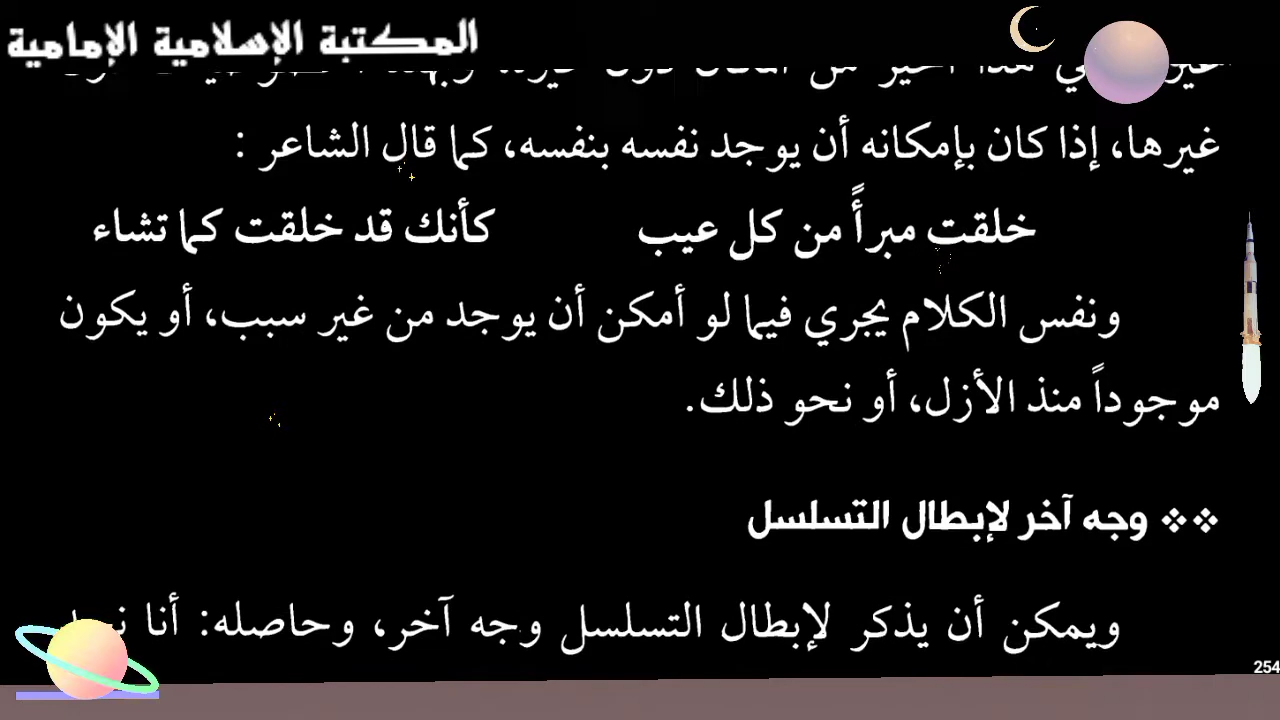 المكتبة الإسلامية الإمامية
هذا
دون
غيرها، إذا كان بإمكانه أن يوجد نفسه بنفسه، كما قال الشاعر :
خلقت مبرأً من كل عيب كأنك قد خلقت كما تشاء
ونفس الكلام يجري فيما لو أمكن أن يوجد من غير سبب، أو يكون
موجوداً منذ الأزل، أو نحو ذلك.
❖❖ وجه آخر لإبطال التسلسل
ويمكن أن يذكر لإبطال التسلسل وجه آخر، وحاصله: أنا
254